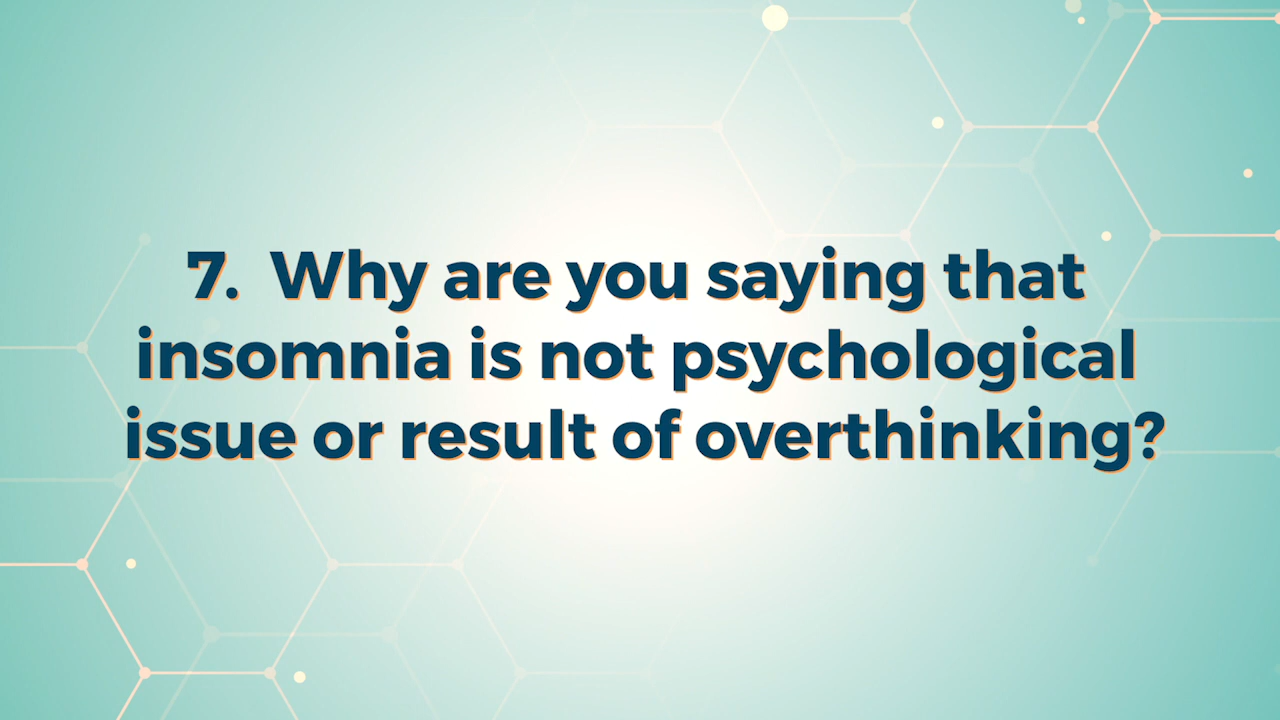 7. Why are you saying that
insomnia is not psychological
issue or result of overthinking?